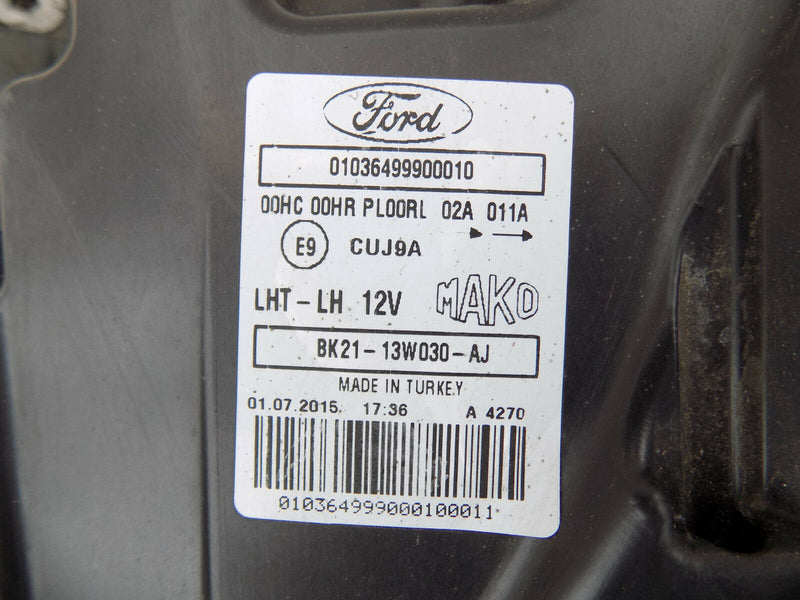 Ford
01036499900010
00HC 00HR PL00RL 02A 011A
E9 CUJ9A
LHT-LH 12V MAKO
BK21-13W030-AJ
MADE IN TURKEY
01.07.2015. 17:36 A 4270
010364999000100011